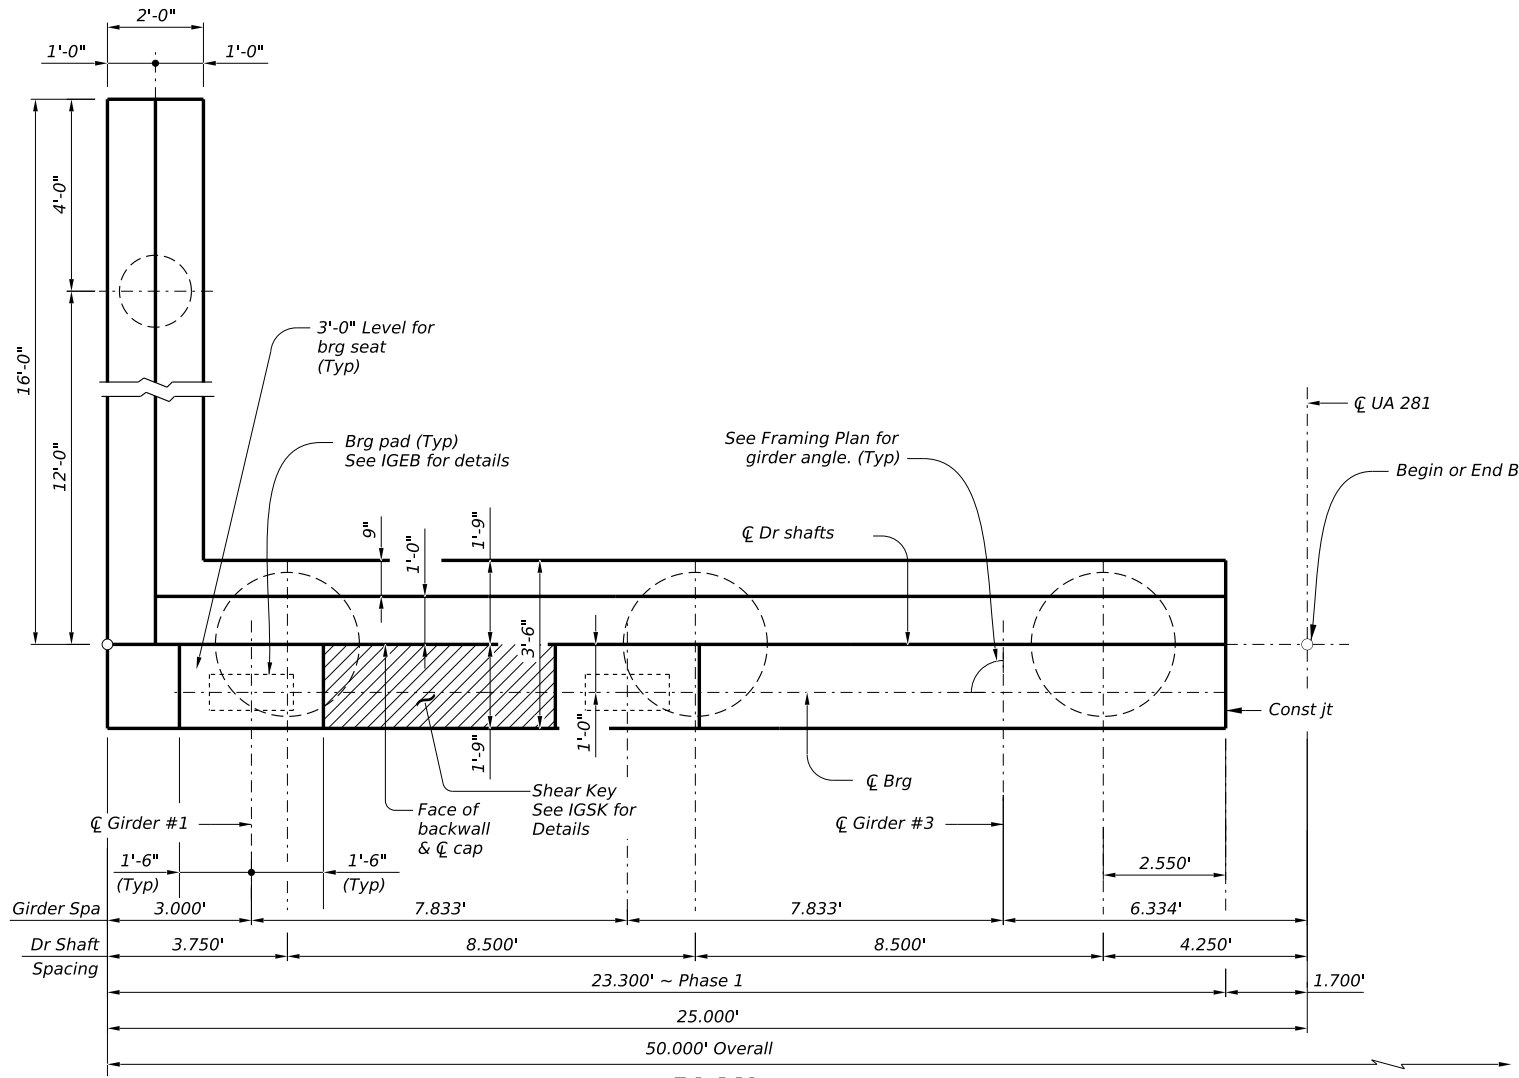 2'-0"
1'-0"
1'-0"
4'-0"
16'-0"
12'-0"
3'-0" Level for
brg seat
(Typ)
Brg pad (Typ)
See IGEB for details
See Framing Plan for
girder angle. (Typ)
℄ UA 281
Begin or End B
℄ Dr shafts
9"
1'-0"
1'-9"
3'-6"
1'-9"
1'-0"
Const jt
℄ Brg
Shear Key
See IGSK for
Details
Face of
backwall
& ℄ cap
℄ Girder #1
℄ Girder #3
1'-6"
(Typ)
1'-6"
(Typ)
2.550'
Girder Spa
3.000'
7.833'
7.833'
6.334'
Dr Shaft
Spacing
3.750'
8.500'
8.500'
4.250'
23.300' ~ Phase 1
1.700'
25.000'
50.000' Overall